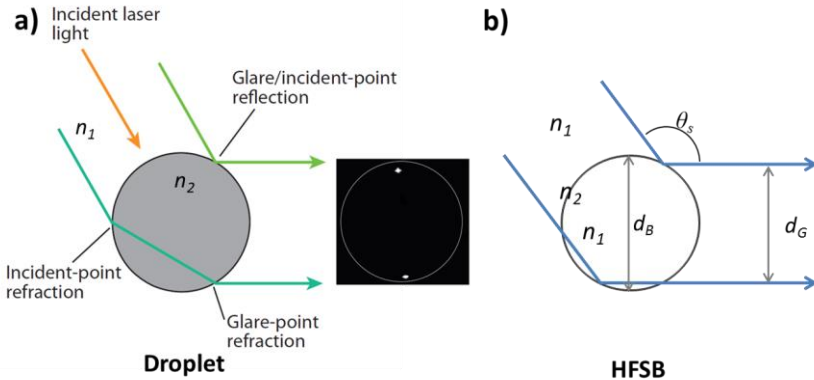 a)
Incident laser
light
Glare/incident-point
reflection
n1
n2
Incident-point
refraction
Glare-point
refraction
Droplet
b)
n1
θs
n2
n1
dB
dG
HFSB